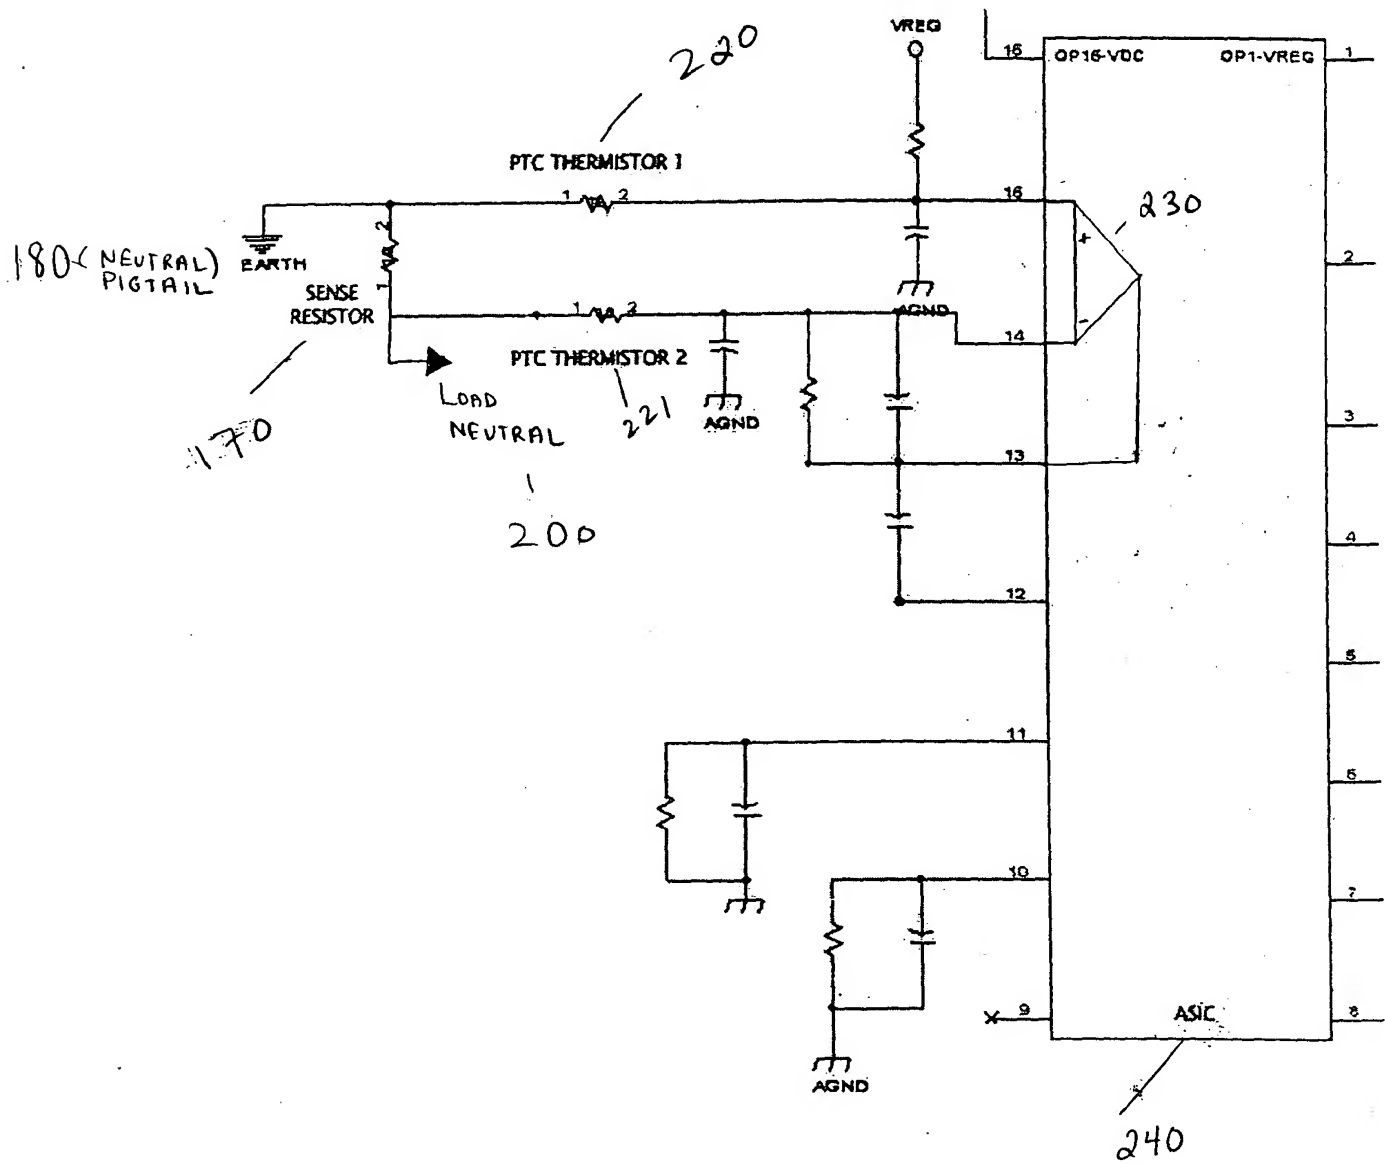 220
VREG
16 OP16-VDC OP1-VREG 1
PTC THERMISTOR 1
1 2
16
230
+
180 (NEUTRAL)
PIGTAIL
EARTH
2
1
2
SENSE
RESISTOR
1 2
AGND
-
14
PTC THERMISTOR 2
LOAD
NEUTRAL
221
AGND
3
170
13
200
4
12
5
11
6
10
7
9
ASIC
8
AGND
240